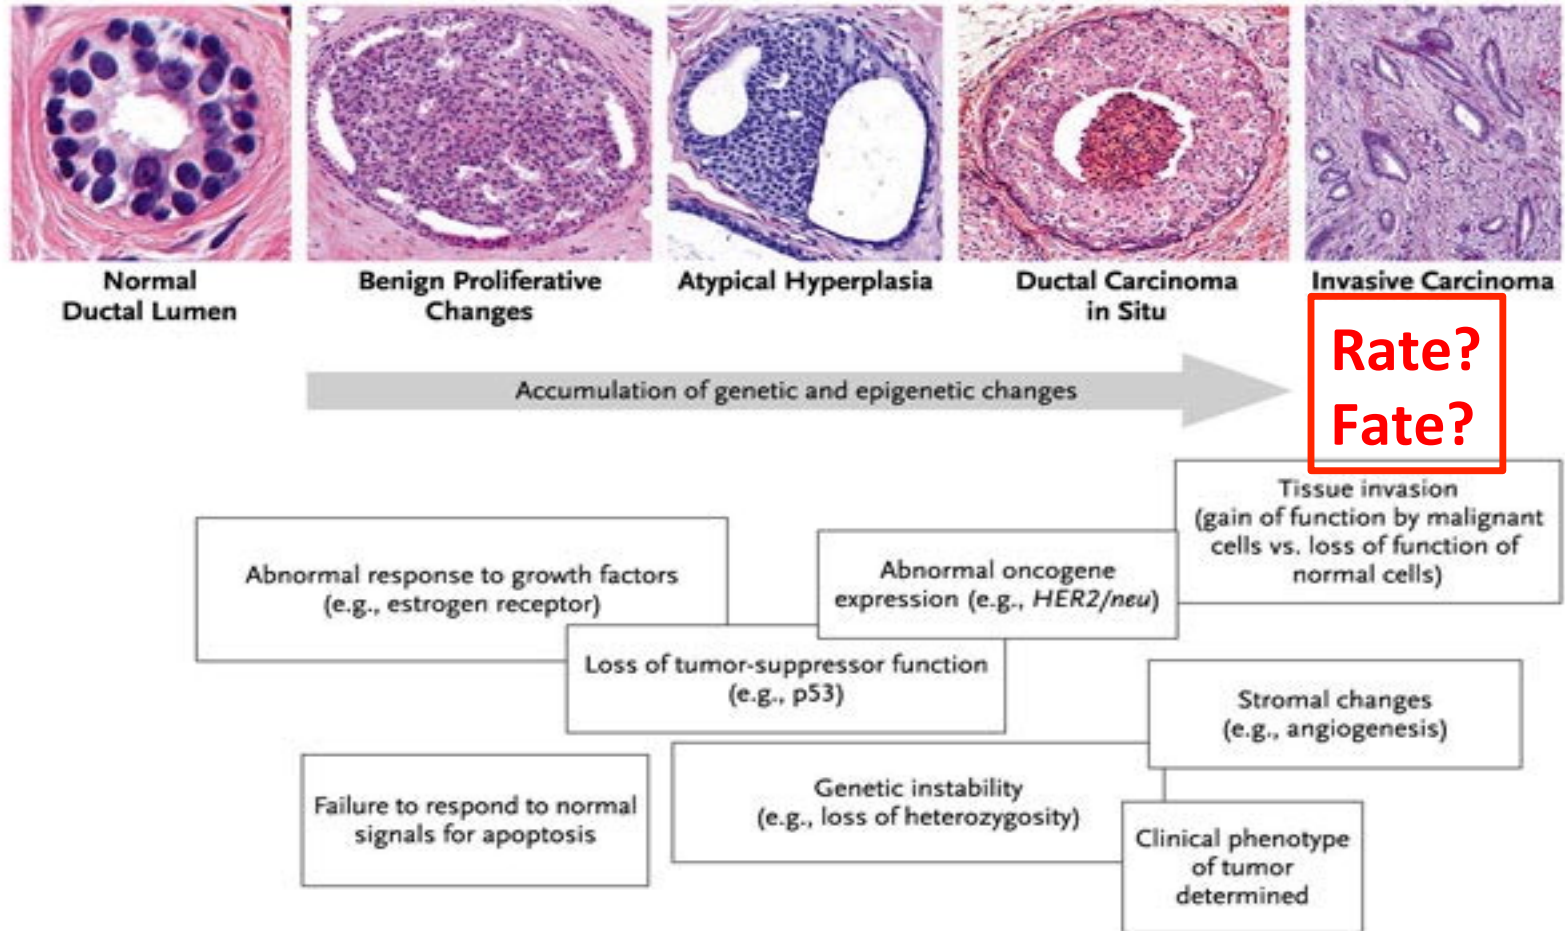 Normal
Ductal Lumen
Benign Proliferative
Changes
Atypical Hyperplasia
Ductal Carcinoma
in Situ
Invasive Carcinoma
Rate?
Fate?
Accumulation of genetic and epigenetic changes
Tissue invasion
(gain of function by malignant
cells vs. loss of function of
normal cells)
Abnormal response to growth factors
(e.g., estrogen receptor)
Abnormal oncogene
expression (e.g., HER2/neu)
Loss of tumor-suppressor function
(e.g., p53)
Stromal changes
(e.g., angiogenesis)
Failure to respond to normal
signals for apoptosis
Genetic instability
(e.g., loss of heterozygosity)
Clinical phenotype
of tumor
determined